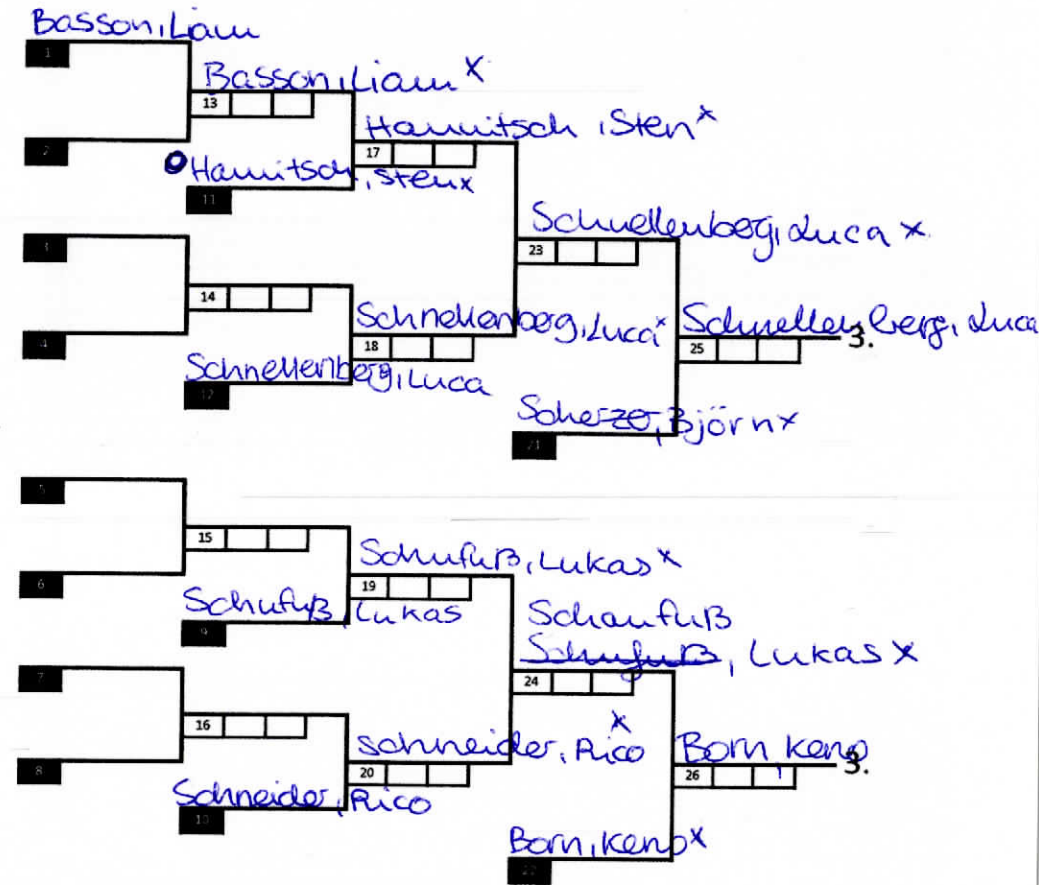 Basson, Liam
1
Basson, Liam x
13
Hamitsch, Sten x
17
2
Hamitsch, Sten x
11
Schnellenberg, Luca x
23
3
14
Schnellenberg, Luca x
18
Schnellenberg, Luca
3.
25
4
Schnellenberg, Luca
12
Scherzer, Björn x
21
5
15
Schufuß, Lukas x
19
6
Schufuß, Lukas
9
Schaufuß
Schufuß, Lukas x
24
7
16
Schneider, Rico x
20
Born, Keno
3.
26
8
Schneider, Rico
10
Born, Keno x
22